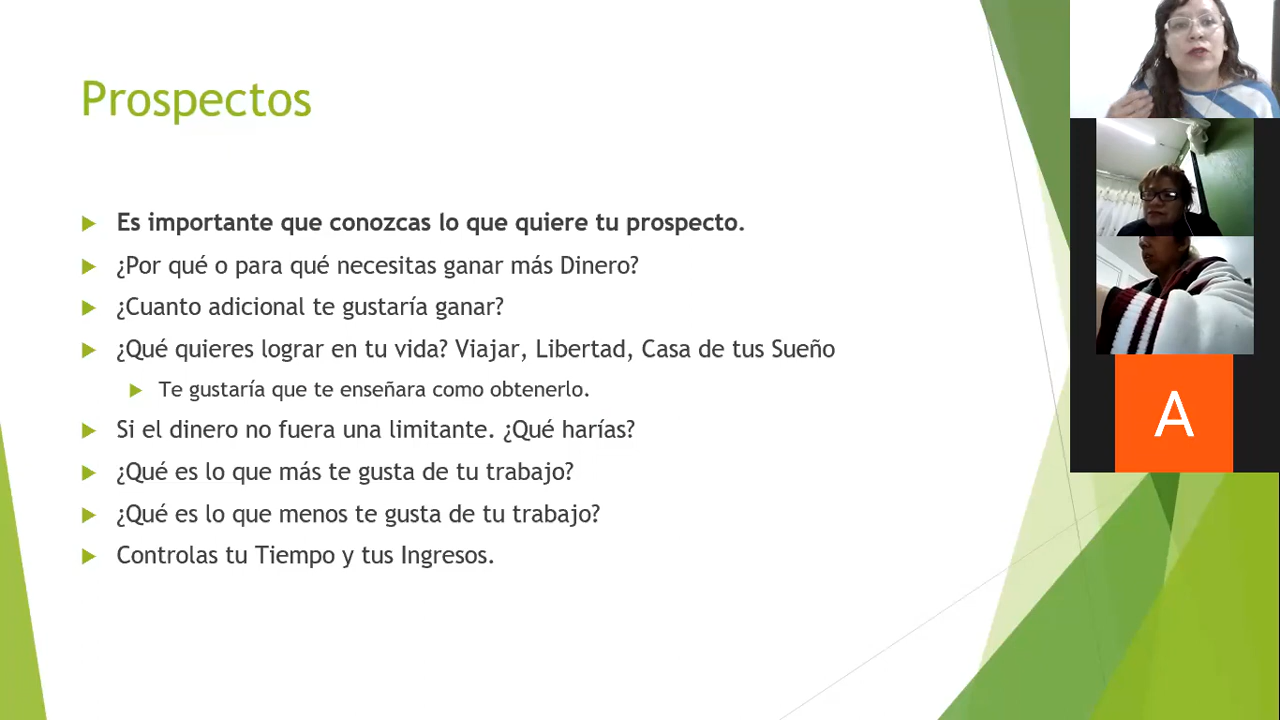 Prospectos
Es importante que conozcas lo que quiere tu prospecto.
¿Por qué o para qué necesitas ganar más Dinero?
¿Cuanto adicional te gustaría ganar?
¿Qué quieres lograr en tu vida? Viajar, Libertad, Casa de tus Sueño
Te gustaría que te enseñara como obtenerlo.
Si el dinero no fuera una limitante. ¿Qué harías?
¿Qué es lo que más te gusta de tu trabajo?
¿Qué es lo que menos te gusta de tu trabajo?
Controlas tu Tiempo y tus Ingresos.
A